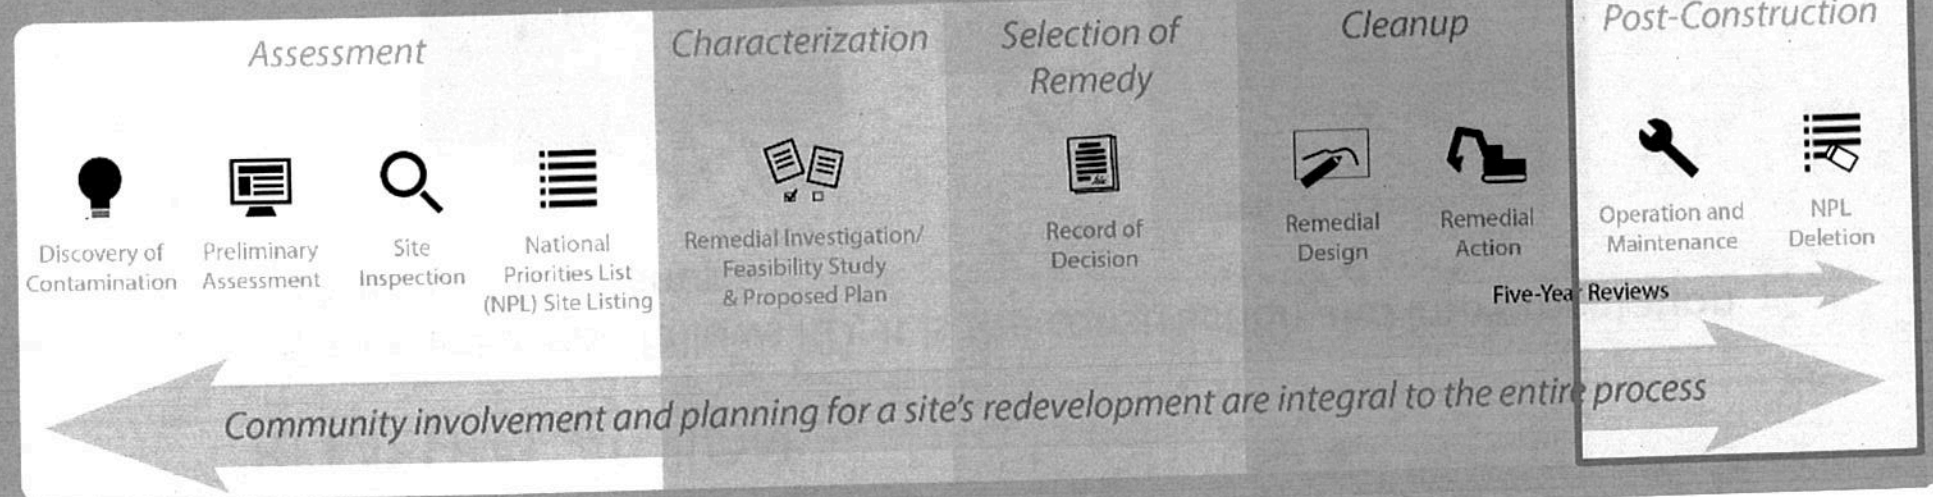 Assessment
Characterization
Selection of
Remedy
Cleanup
Post-Construction
Discovery of
Contamination
Preliminary
Assessment
Site
Inspection
National
Priorities List
(NPL) Site Listing
Remedial Investigation/
Feasibility Study
& Proposed Plan
Record of
Decision
Remedial
Design
Remedial
Action
Operation and
Maintenance
NPL
Deletion
Five-Year Reviews
Community involvement and planning for a site's redevelopment are integral to the entire process